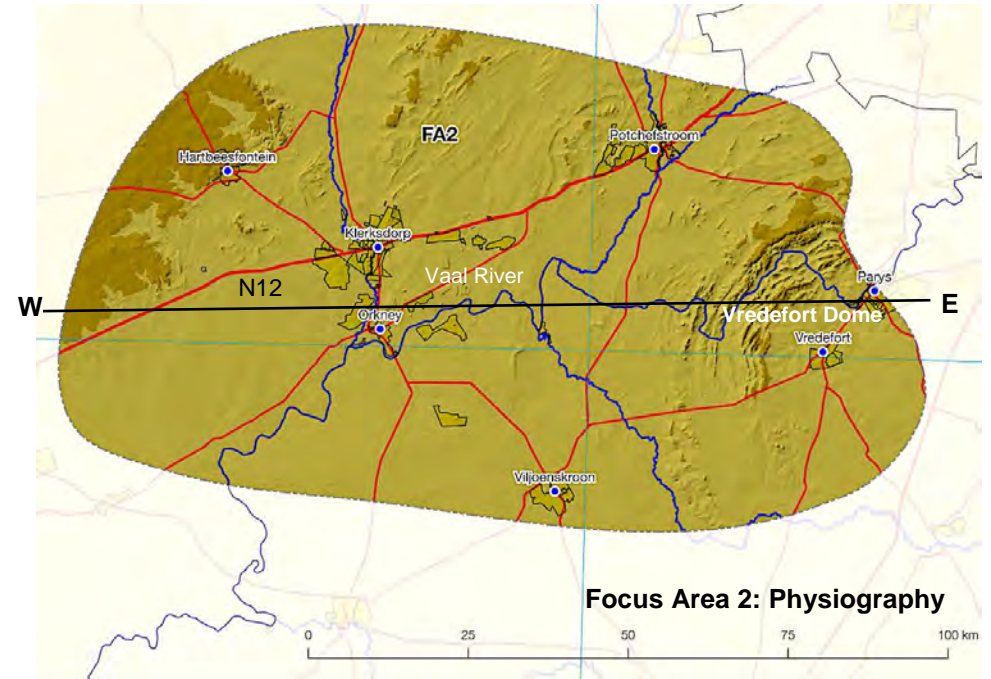 FA2
Potchefstroom
Hartbeesfontein
Klerksdorp
Vaal River
Parys
N12
W
E
Orkney
Vredefort Dome
Vredefort
Viljoenskroon
Focus Area 2: Physiography
0 25 50 75 100 km